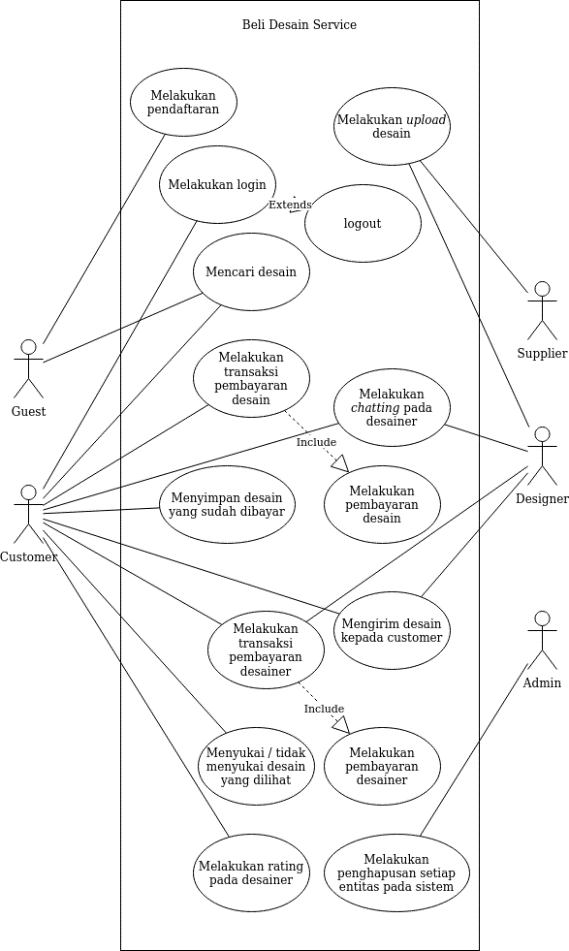 Beli Desain Service
Melakukan
pendaftaran
Melakukan upload
desain
Melakukan login
Extends
logout
Mencari desain
Supplier
Guest
Melakukan
transaksi
pembayaran
desain
Melakukan
chatting pada
desainer
Include
Menyimpan desain
yang sudah dibayar
Melakukan
pembayaran
desain
Designer
Customer
Melakukan
transaksi
pembayaran
desainer
Mengirim desain
kepada customer
Admin
Include
Menyukai / tidak
menyukai desain
yang dilihat
Melakukan
pembayaran
desainer
Melakukan rating
pada desainer
Melakukan
penghapusan setiap
entitas pada sistem